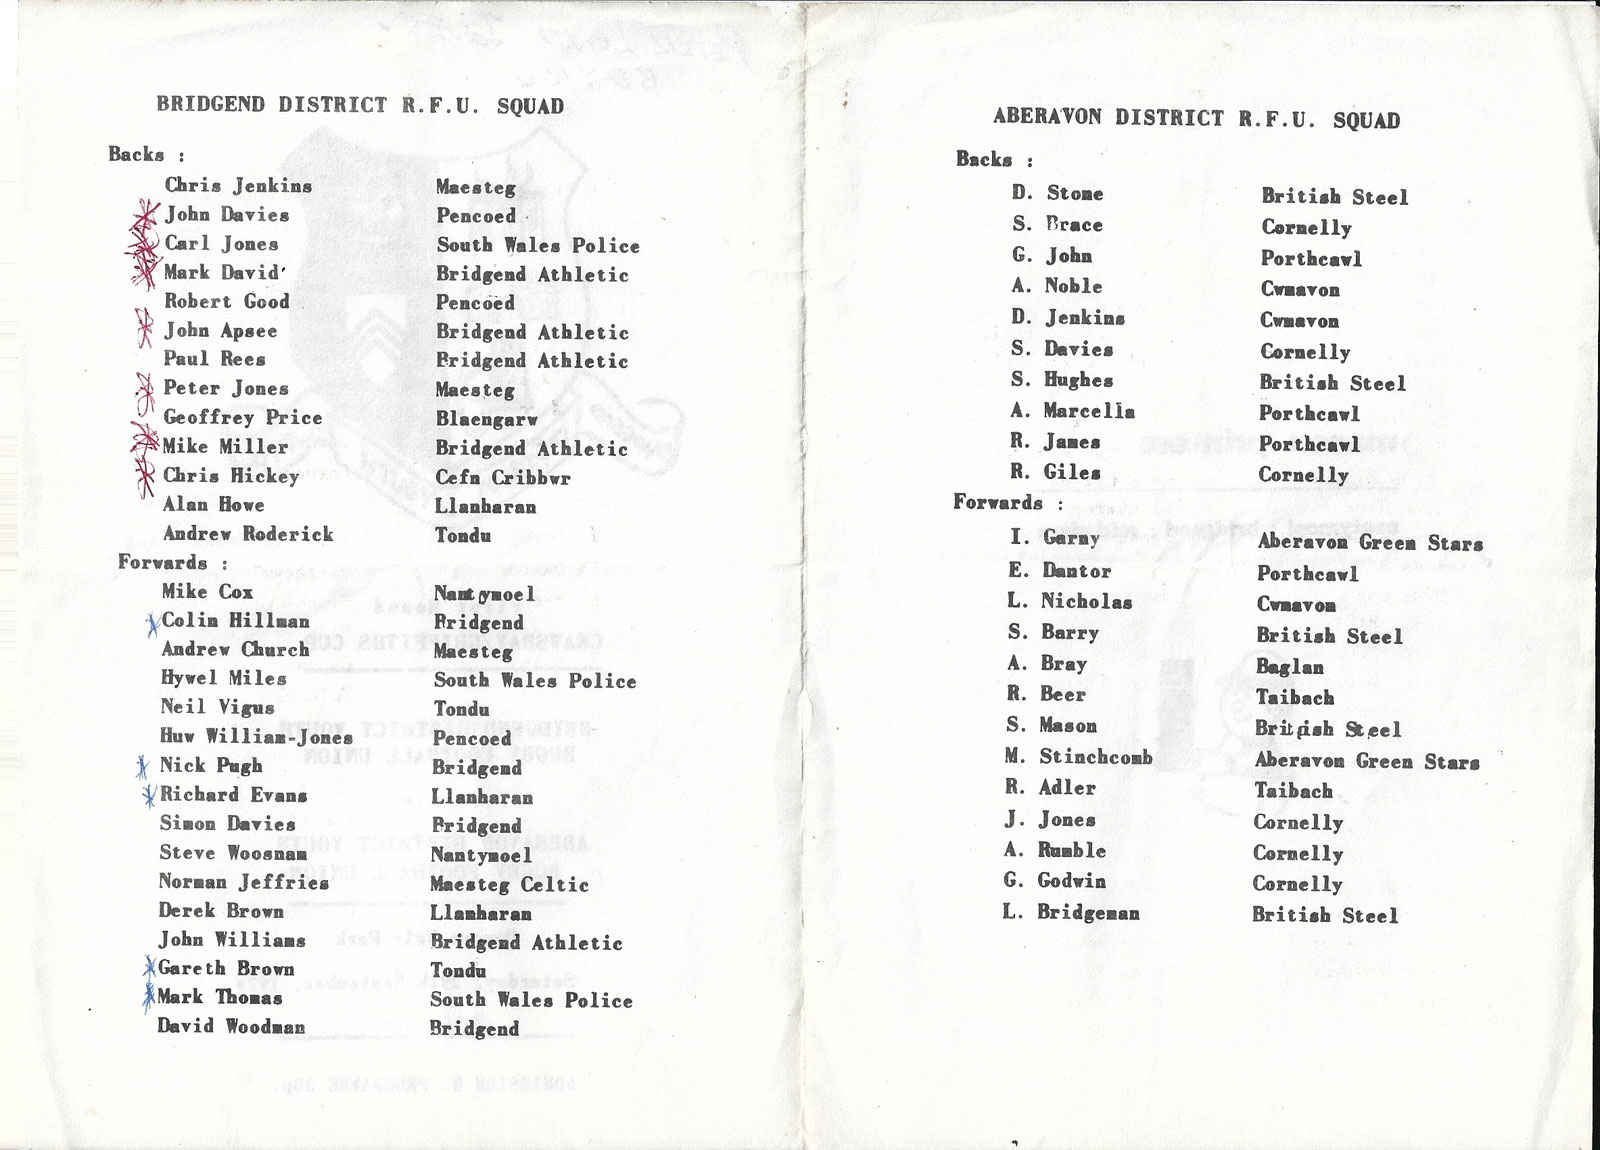 BRIDGEND DISTRICT R.F.U. SQUAD
Backs :
Chris Jenkins Maesteg
John Davies Pencoed
Carl Jones South Wales Police
Mark David Bridgend Athletic
Robert Good Pencoed
John Apsee Bridgend Athletic
Paul Rees Bridgend Athletic
Peter Jones Maesteg
Geoffrey Price Blaengarw
Mike Miller Bridgend Athletic
Chris Hickey Cefn Cribbwr
Alan Howe Llanharan
Andrew Roderick Tondu
Forwards :
Mike Cox Nantymoel
Colin Hillman Bridgend
Andrew Church Maesteg
Hywel Miles South Wales Police
Neil Vigus Tondu
Huw William-Jones Pencoed
Nick Pugh Bridgend
Richard Evans Llanharan
Simon Davies Bridgend
Steve Woosnam Nantymoel
Norman Jeffries Maesteg Celtic
Derek Brown Llanharan
John Williams Bridgend Athletic
Gareth Brown Tondu
Mark Thomas South Wales Police
David Woodman Bridgend
ABERAVON DISTRICT R.F.U. SQUAD
Backs :
D. Stone British Steel
S. Brace Cornelly
G. John Porthcawl
A. Noble Cwmavon
D. Jenkins Cwmavon
S. Davies Cornelly
S. Hughes British Steel
A. Marcella Porthcawl
R. James Porthcawl
R. Giles Cornelly
Forwards :
I. Garny Aberavon Green Stars
E. Dantor Porthcawl
L. Nicholas Cwmavon
S. Barry British Steel
A. Bray Baglan
R. Beer Taibach
S. Mason British Steel
M. Stinchcomb Aberavon Green Stars
R. Adler Taibach
J. Jones Cornelly
A. Rumble Cornelly
G. Godwin Cornelly
L. Bridgeman British Steel